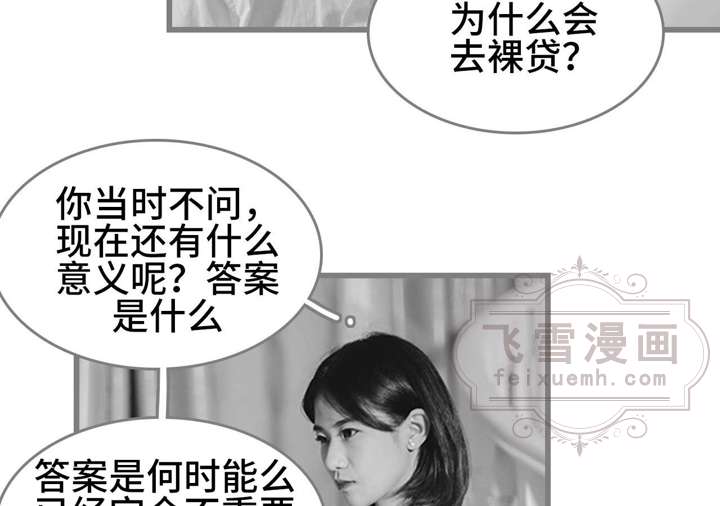 为什么会
去裸贷？
你当时不问，
现在还有什么
意义呢？答案
是什么
飞雪漫画
feixuemh.com
答案是何时能么